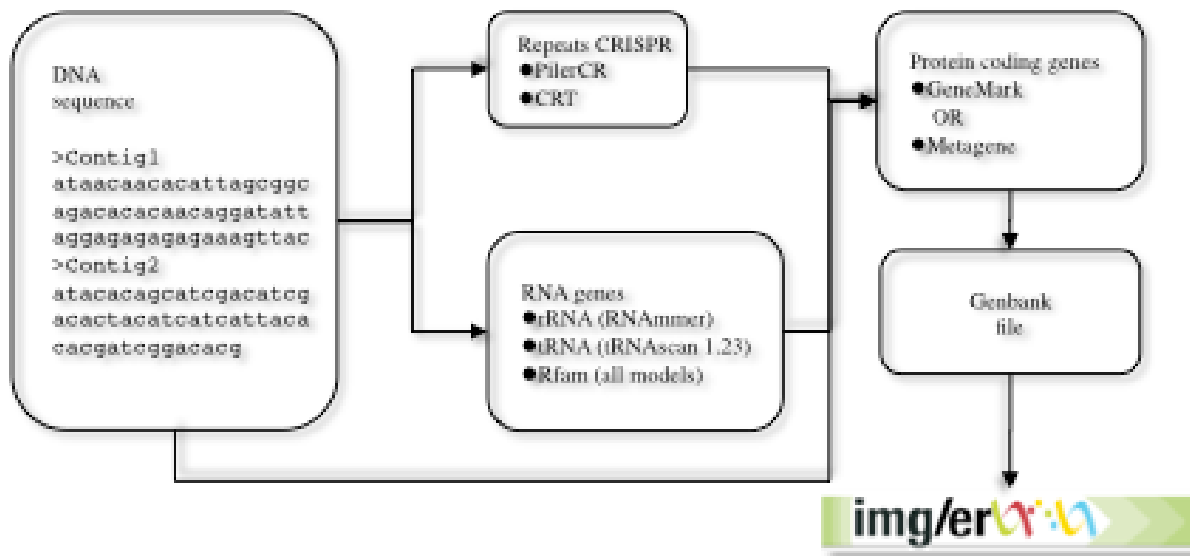 DNA
sequence
>Contig1
ataacaacacattagcggc
agacacacaacaggatatt
aggagagagagaaagttac
>Contig2
atacacagcatcgacatcg
acactacatcatcattaca
cacgatcggacacg
Repeats CRISPR
●PilerCR
●CRT
RNA genes
●rRNA (RNAmmer)
●tRNA (tRNAscan 1.23)
●Rfam (all models)
Protein coding genes
●GeneMark
OR
●Metagene
Genbank
file
img/er